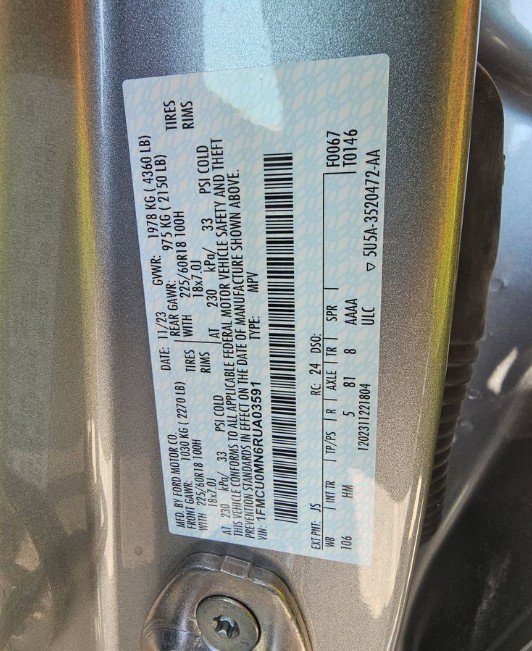 MFD. BY FORD MOTOR CO. DATE: 11/23 GVWR: 1978 KG ( 4360 LB)
FRONT GAWR: 1030 KG ( 2270 LB) REAR GAWR: 975 KG ( 2150 LB)
WITH 225/60R18 100H TIRES WITH 225/60R18 100H TIRES
18x7.0J RIMS 18x7.0J RIMS
AT 230 kPa/ 33 PSI COLD AT 230 kPa/ 33 PSI COLD
THIS VEHICLE CONFORMS TO ALL APPLICABLE FEDERAL MOTOR VEHICLE SAFETY AND THEFT
PREVENTION STANDARDS IN EFFECT ON THE DATE OF MANUFACTURE SHOWN ABOVE.
VIN: 1FMCU0MN6RUA03591 TYPE: MPV
EXT PNT: J5 RC: 24 DSO: F0067
WB INT TR TP/PS R AXLE TR SPR T0146
106 HM 5 81 8 AAAA
1202311221804 ULC
▽ 5U5A-3520472-AA